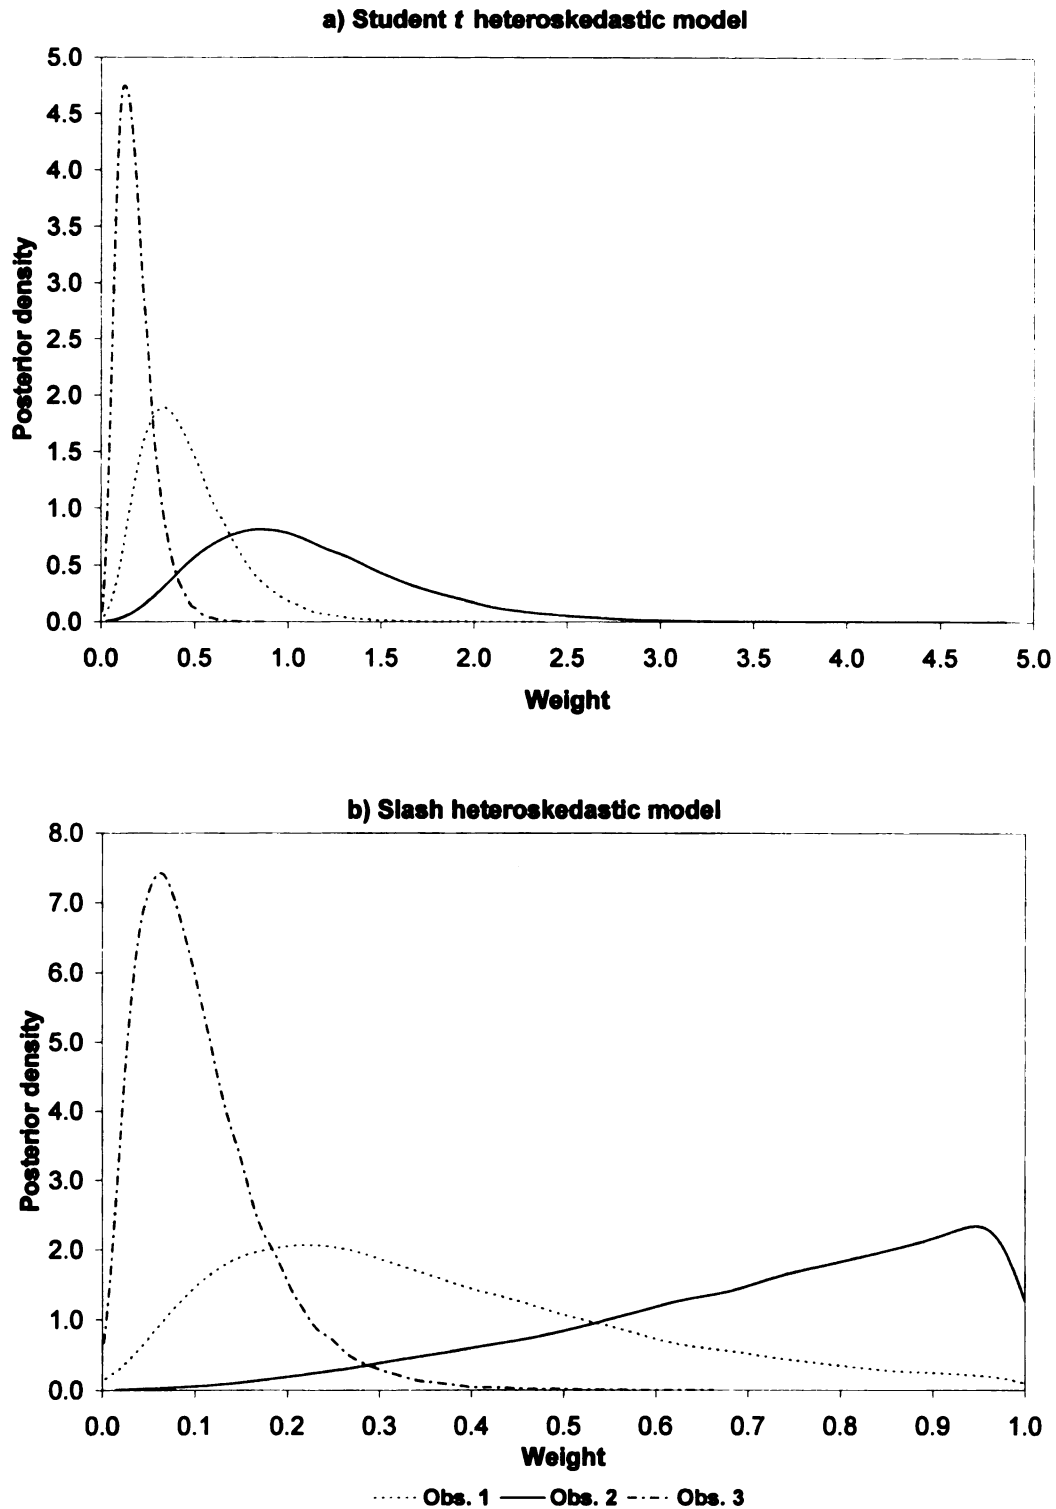 a) Student t heteroskedastic model
5.0
4.5
4.0
3.5
3.0
2.5
2.0
1.5
1.0
0.5
0.0
Posterior density
0.0 0.5 1.0 1.5 2.0 2.5 3.0 3.5 4.0 4.5 5.0
Weight
b) Slash heteroskedastic model
8.0
7.0
6.0
5.0
4.0
3.0
2.0
1.0
0.0
Posterior density
0.0 0.1 0.2 0.3 0.4 0.5 0.6 0.7 0.8 0.9 1.0
Weight
Obs. 1 Obs. 2 Obs. 3